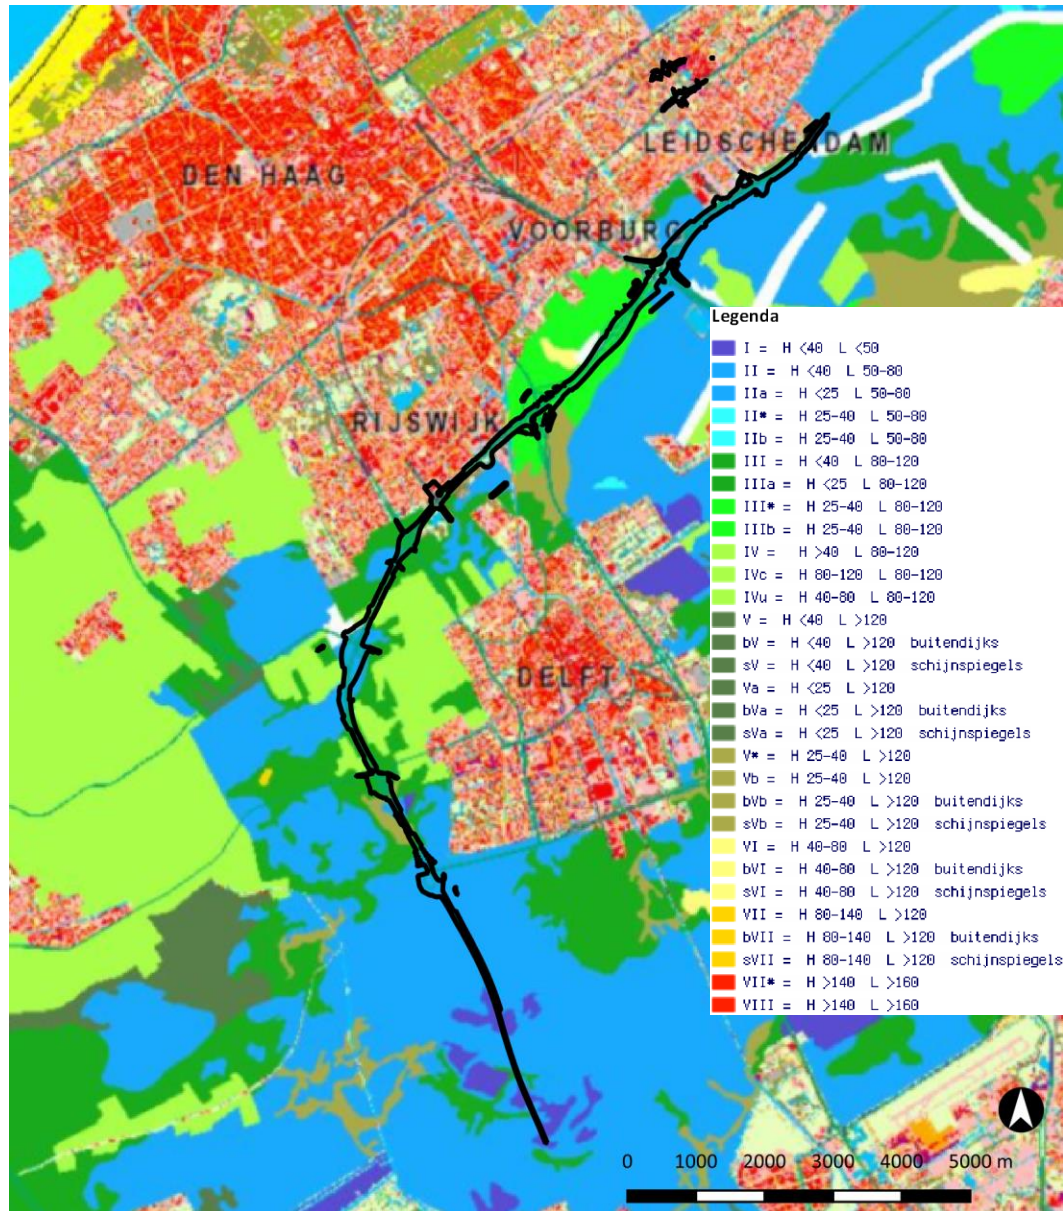 LEIDSCHENDAM
DEN HAAG
VOORBURG
RIJSWIJK
DELFT
Legenda
I = H <40 L <50
II = H <40 L 50-80
IIa = H <25 L 50-80
II* = H 25-40 L 50-80
IIb = H 25-40 L 50-80
III = H <40 L 80-120
IIIa = H <25 L 80-120
III* = H 25-40 L 80-120
IIIb = H 25-40 L 80-120
IV = H >40 L 80-120
IVc = H 80-120 L 80-120
IVu = H 40-80 L 80-120
V = H <40 L >120
bV = H <40 L >120 buitendijks
sV = H <40 L >120 schijnspiegels
Va = H <25 L >120
bVa = H <25 L >120 buitendijks
sVa = H <25 L >120 schijnspiegels
V* = H 25-40 L >120
Vb = H 25-40 L >120
bVb = H 25-40 L >120 buitendijks
sVb = H 25-40 L >120 schijnspiegels
VI = H 40-80 L >120
bVI = H 40-80 L >120 buitendijks
sVI = H 40-80 L >120 schijnspiegels
VII = H 80-140 L >120
bVII = H 80-140 L >120 buitendijks
sVII = H 80-140 L >120 schijnspiegels
VII* = H >140 L >160
VIII = H >140 L >160
0 1000 2000 3000 4000 5000 m